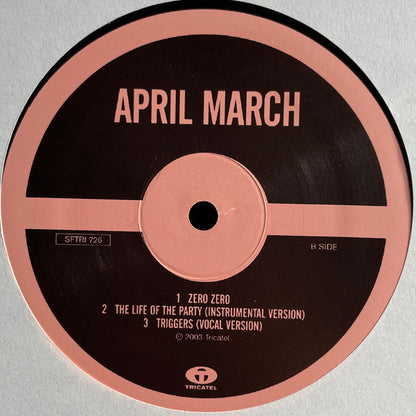 APRIL MARCH
SFTRI 726
B SIDE
1 ZERO ZERO
2 THE LIFE OF THE PARTY (INSTRUMENTAL VERSION)
3 TRIGGERS (VOCAL VERSION)
© 2003 Tricatel
TRICATEL